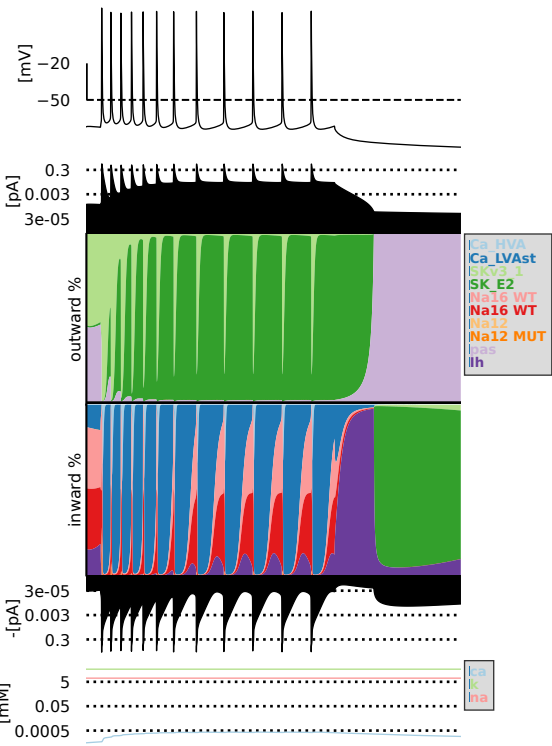 [mV]
−20
−50
[pA]
0.3
0.003
3e-05
outward %
Ca_HVA
Ca_LVAst
SKv3_1
SK_E2
Na16 WT
Na16 WT
Na12
Na12 MUT
pas
Ih
inward %
-[pA]
3e-05
0.003
0.3
[mM]
5
0.05
0.0005
ca
k
na